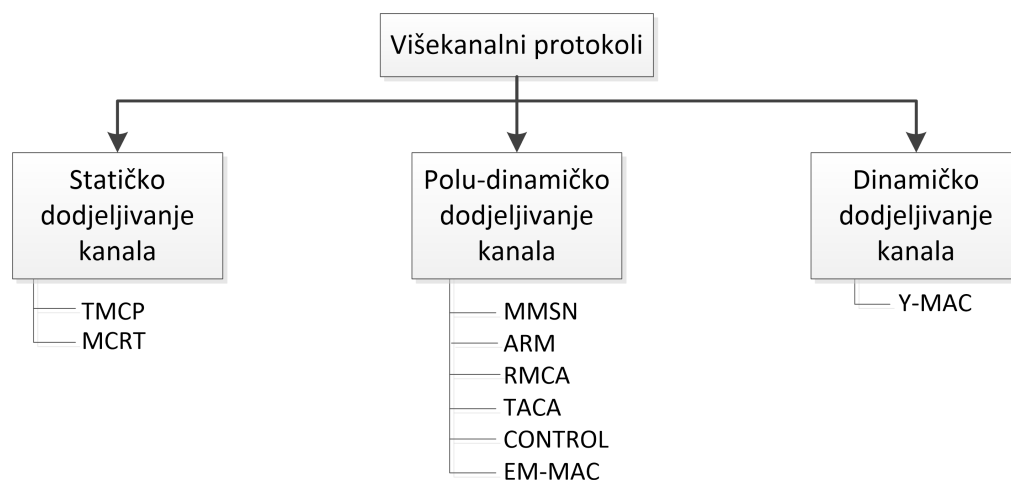 Višekanalni protokoli
Statičko
dodjeljivanje
kanala
TMCP
MCRT
Polu-dinamičko
dodjeljivanje
kanala
MMSN
ARM
RMCA
TACA
CONTROL
EM-MAC
Dinamičko
dodjeljivanje
kanala
Y-MAC